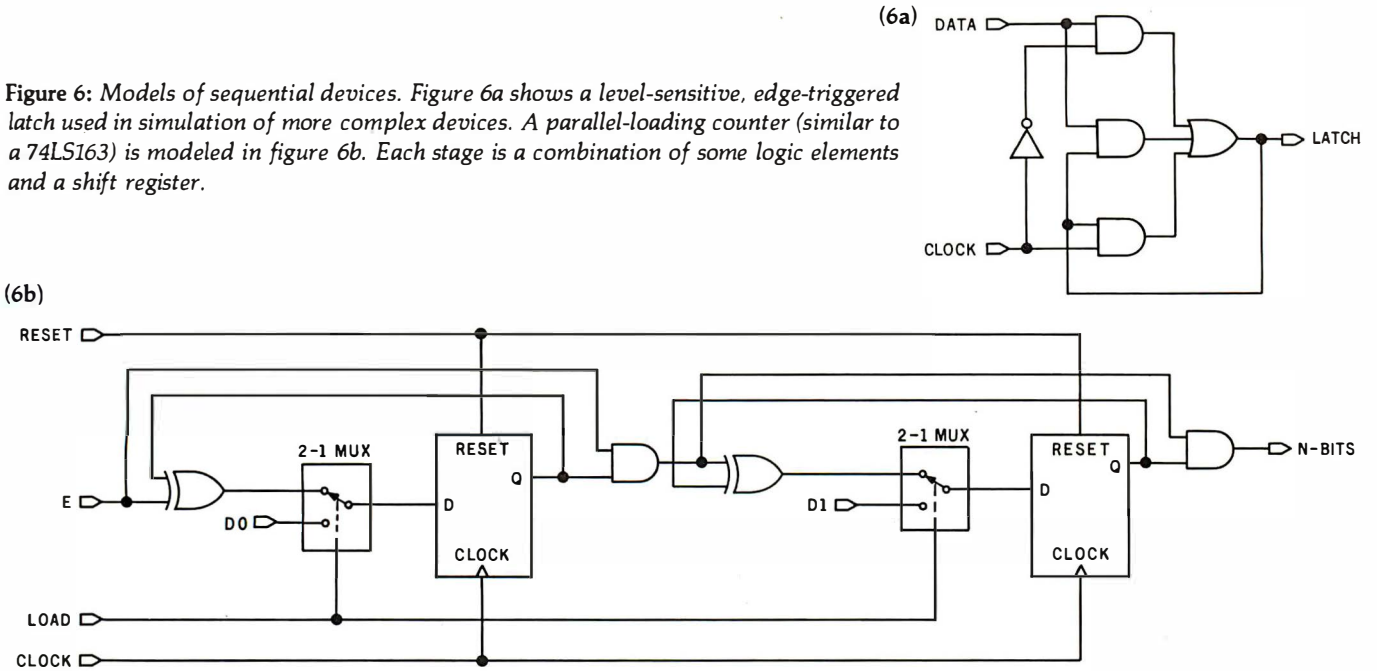 (6a)
DATA
Figure 6: Models of sequential devices. Figure 6a shows a level-sensitive, edge-triggered
latch used in simulation of more complex devices. A parallel-loading counter (similar to
a 74LS163) is modeled in figure 6b. Each stage is a combination of some logic elements
and a shift register.
LATCH
CLOCK
(6b)
RESET
2-1 MUX
RESET
Q
E
D0
D
CLOCK
2-1 MUX
RESET
Q
D1
D
CLOCK
N-BITS
LOAD
CLOCK